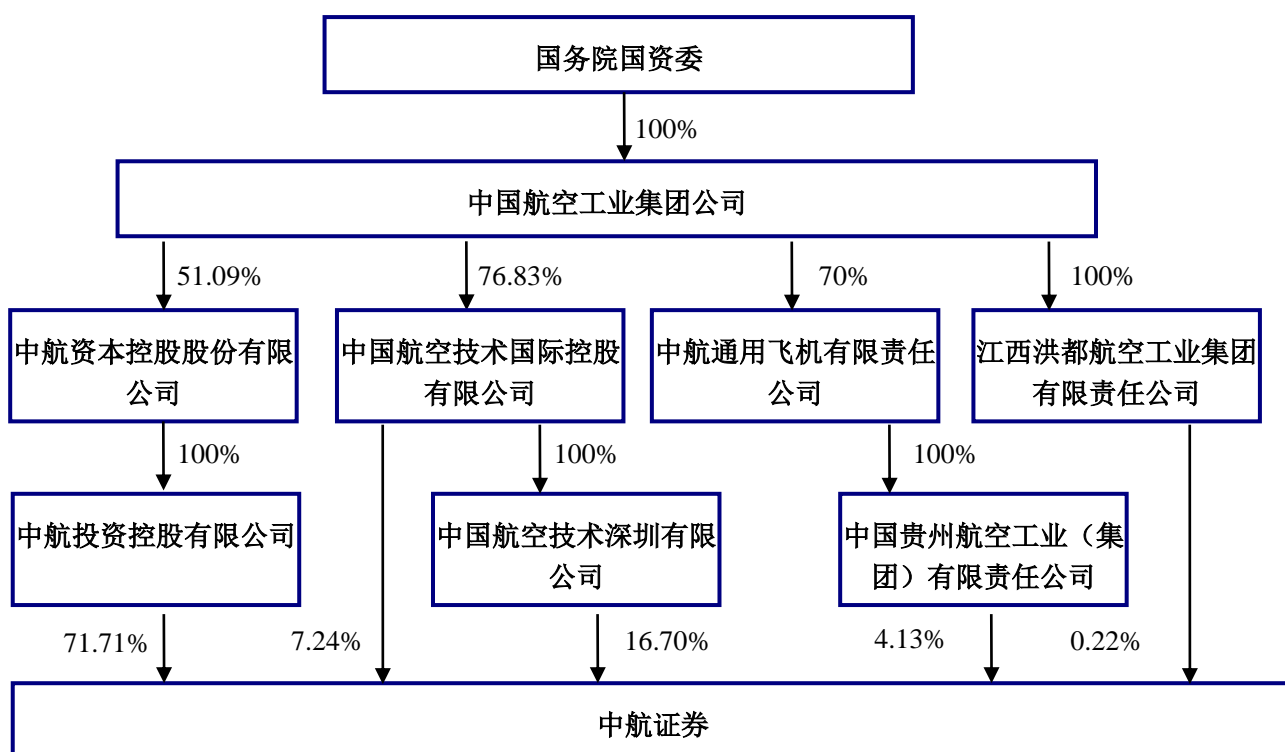 国务院国资委
100%
中国航空工业集团公司
51.09%
76.83%
70%
100%
中航资本控股股份有限
公司
中国航空技术国际控股
有限公司
中航通用飞机有限责任
公司
江西洪都航空工业集团
有限责任公司
100%
100%
100%
中航投资控股有限公司
中国航空技术深圳有限
公司
中国贵州航空工业（集
团）有限责任公司
71.71%
7.24%
16.70%
4.13%
0.22%
中航证券